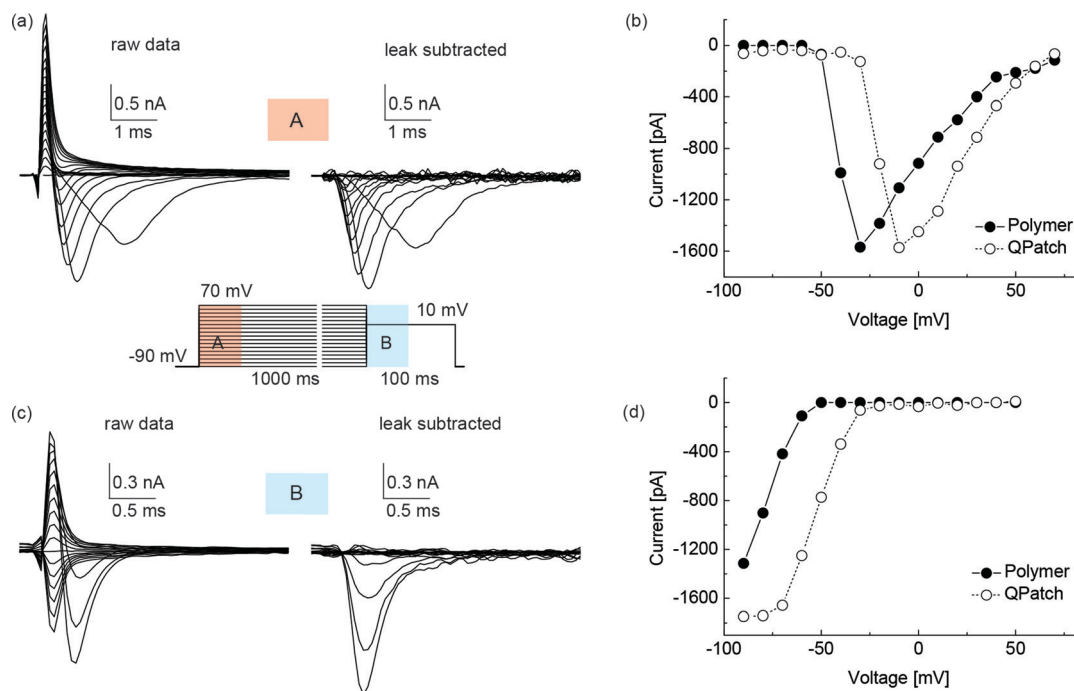 (a)
raw data
leak subtracted
0.5 nA
1 ms
A
0.5 nA
1 ms
70 mV
10 mV
A
B
-90 mV
1000 ms
100 ms
(b)
0
-400
-800
-1200
-1600
Current [pA]
Polymer
QPatch
-100
-50
0
50
Voltage [mV]
(c)
raw data
leak subtracted
0.3 nA
0.5 ms
B
0.3 nA
0.5 ms
(d)
0
-400
-800
-1200
-1600
Current [pA]
Polymer
QPatch
-100
-50
0
50
Voltage [mV]